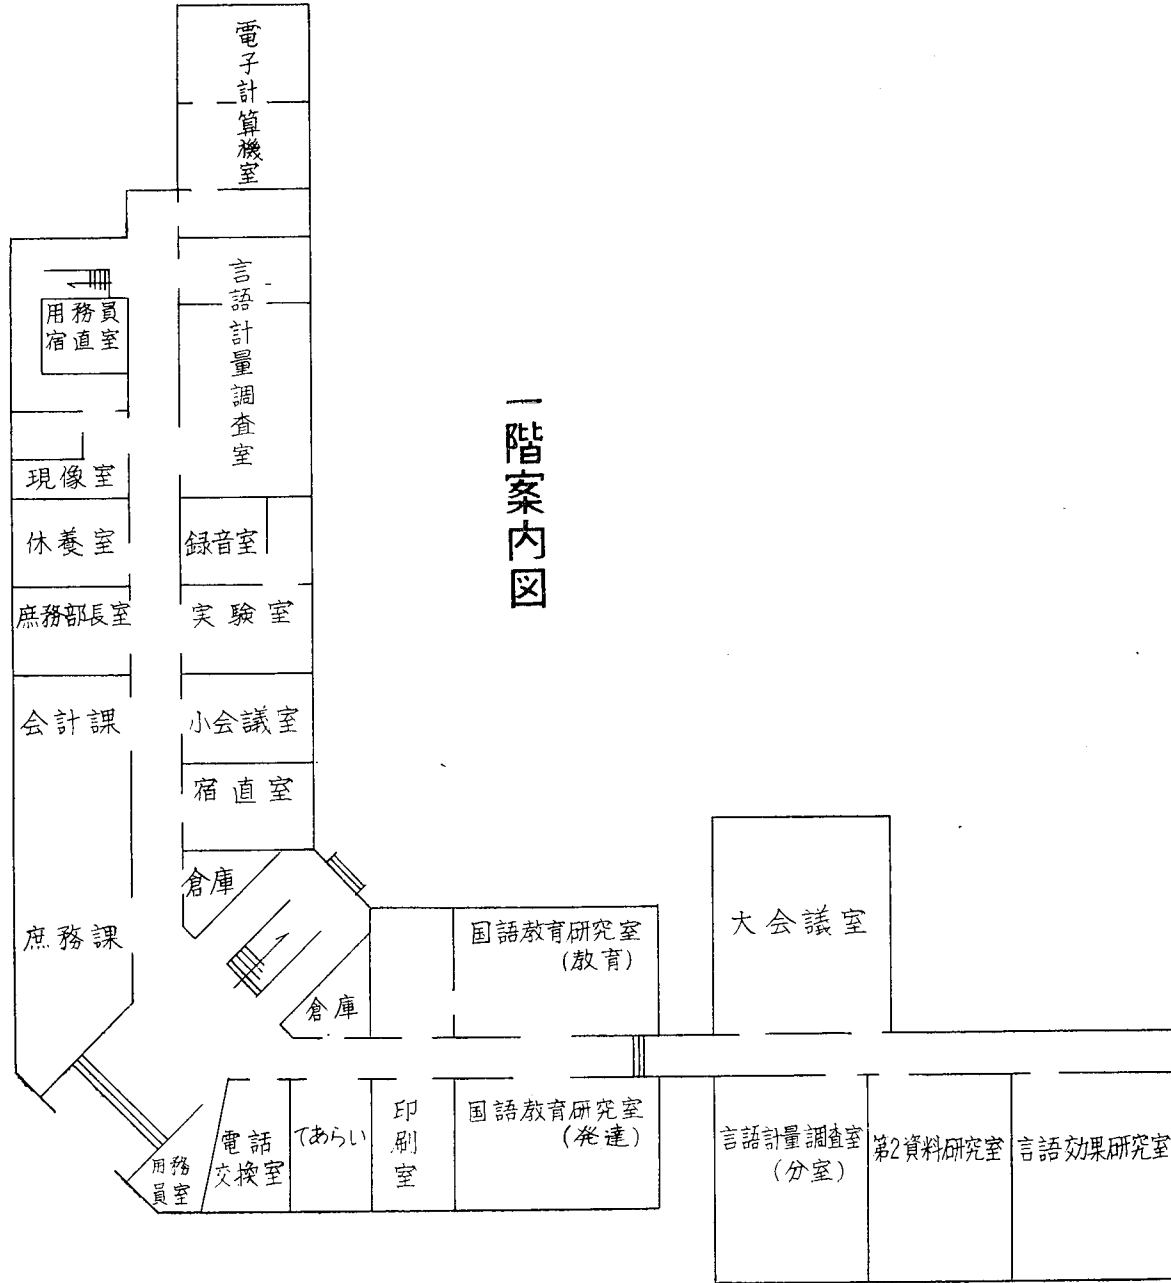 電子計算機室
言語計量調査室
用務員
宿直室
現像室
休養室
録音室
庶務部長室
実験室
会計課
小会議室
宿直室
倉庫
庶務課
倉庫
一階案内図
国語教育研究室
(教育)
大会議室
用務
員室
電話
交換室
てあらい
印刷室
国語教育研究室
(発達)
言語計量調査室
(分室)
第2資料研究室
言語効果研究室